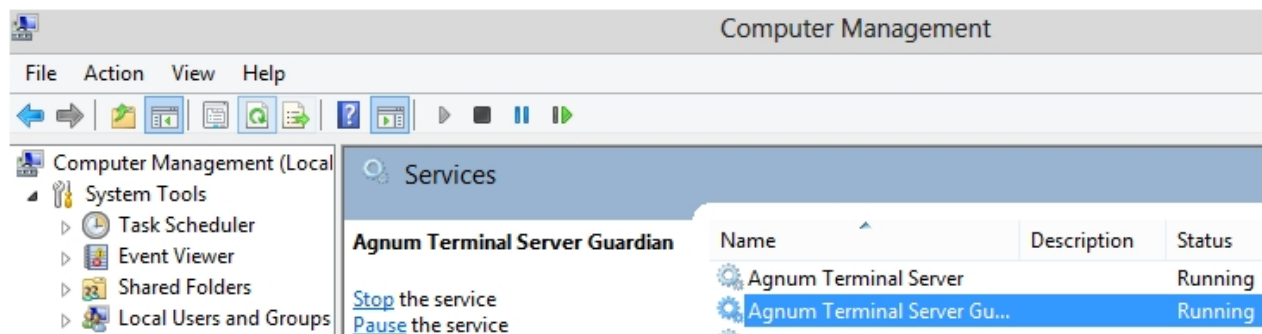 Computer Management
File Action View Help
Computer Management (Local
System Tools
Task Scheduler
Event Viewer
Shared Folders
Local Users and Groups
Services
Agnum Terminal Server Guardian
Stop the service
Pause the service
Name Description Status
Agnum Terminal Server Running
Agnum Terminal Server Gu... Running